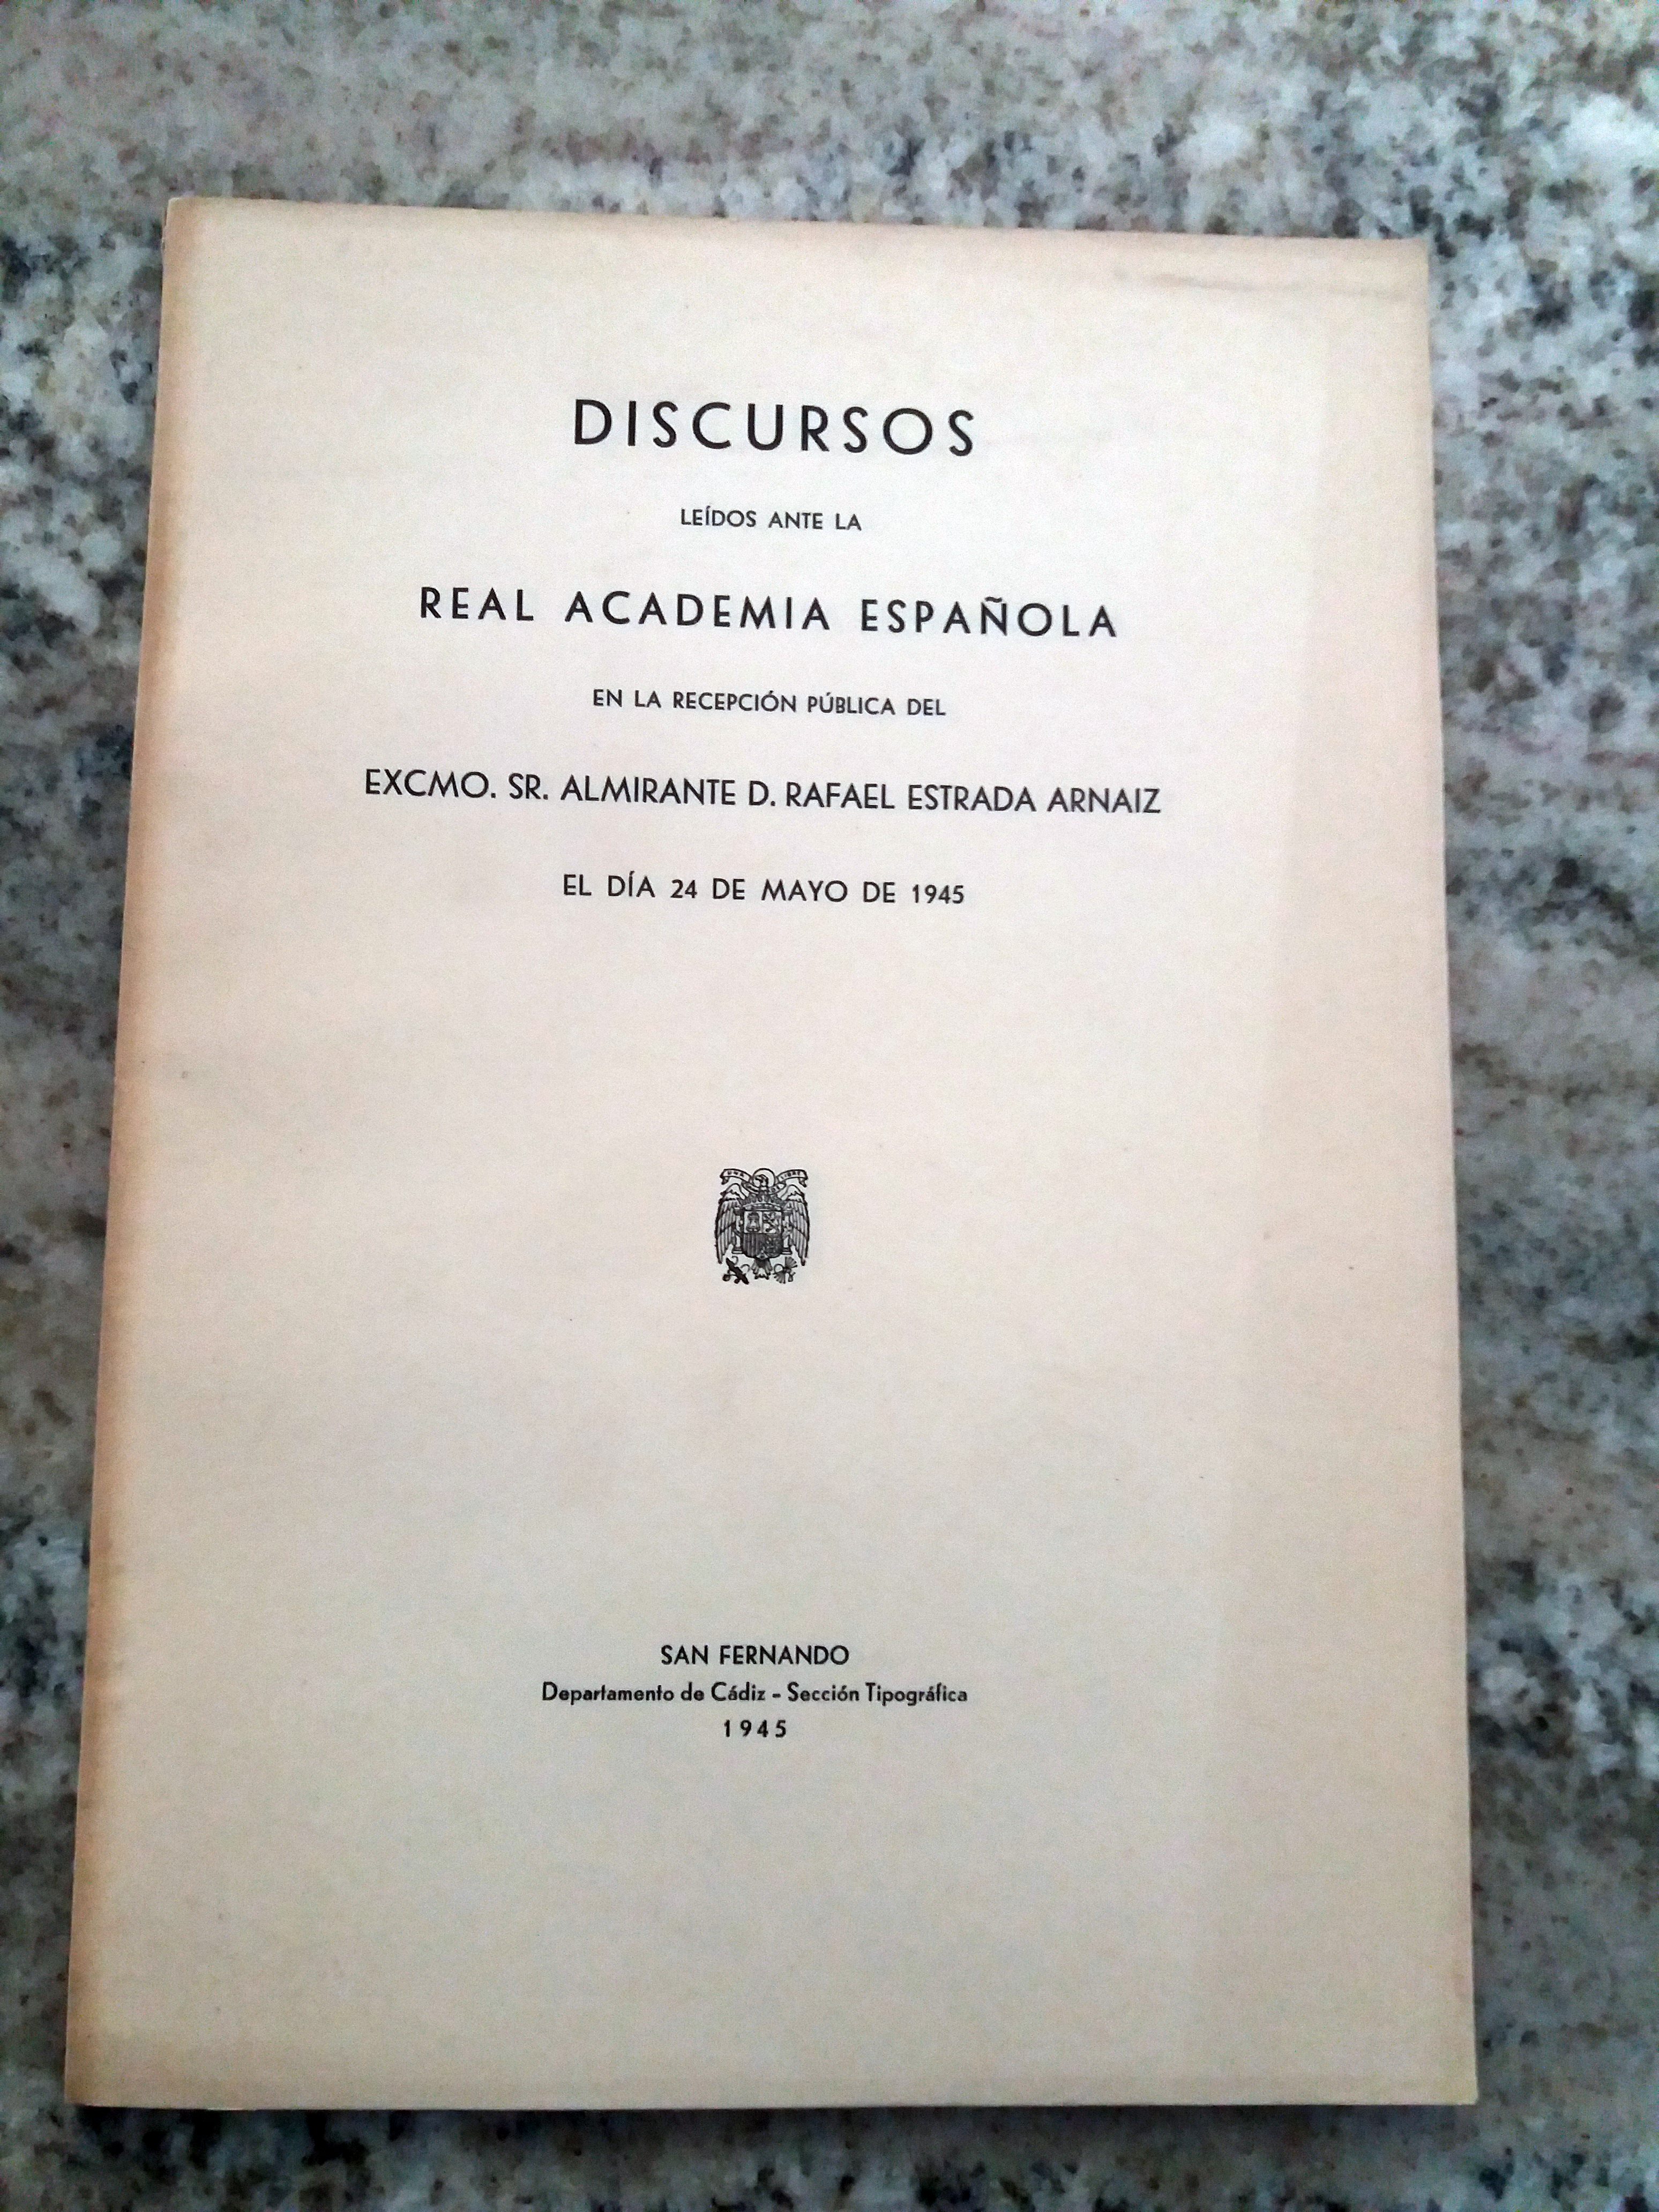 DISCURSOS
LEÍDOS ANTE LA
REAL ACADEMIA ESPAÑOLA
EN LA RECEPCIÓN PÚBLICA DEL
EXCMO. SR. ALMIRANTE D. RAFAEL ESTRADA ARNAIZ
EL DÍA 24 DE MAYO DE 1945
SAN FERNANDO
Departamento de Cádiz - Sección Tipográfica
1945